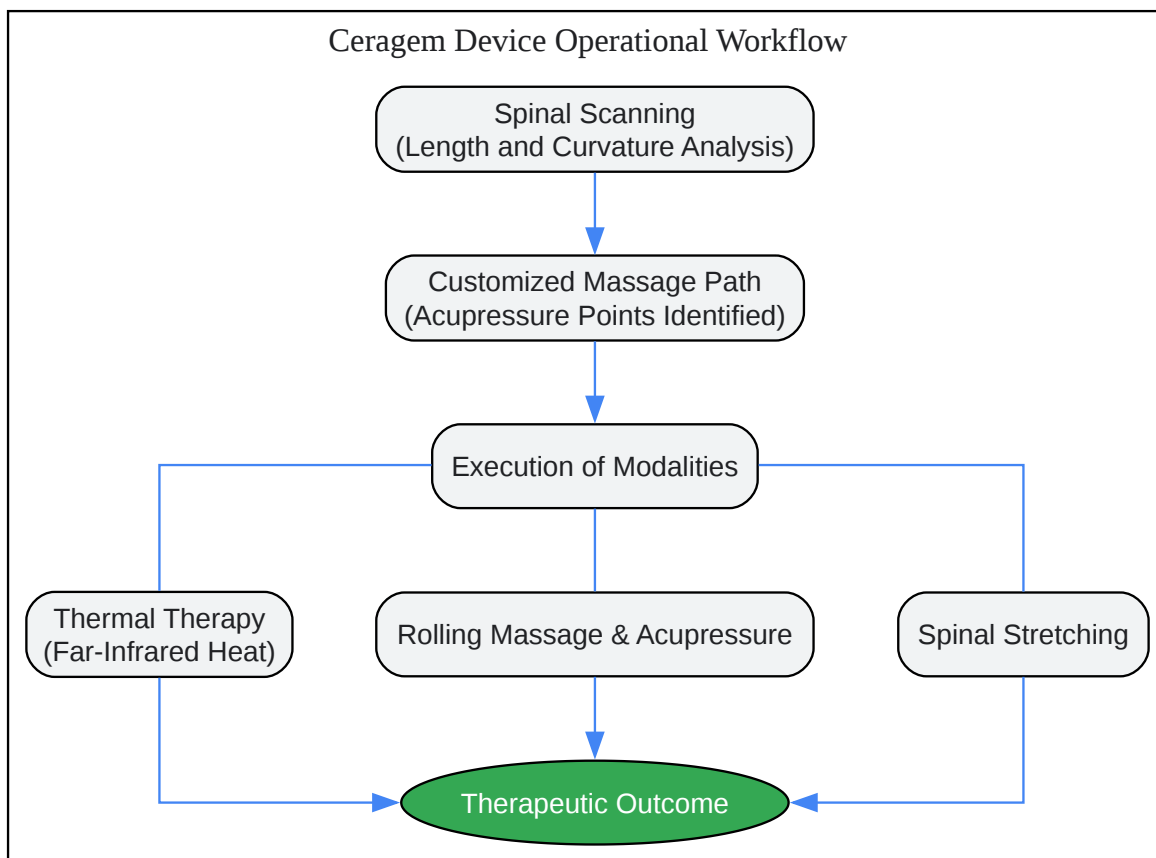 Ceragem Device Operational Workflow
Spinal Scanning
(Length and Curvature Analysis)
Customized Massage Path
(Acupressure Points Identified)
Execution of Modalities
Thermal Therapy
(Far-Infrared Heat)
Rolling Massage & Acupressure
Spinal Stretching
Therapeutic Outcome